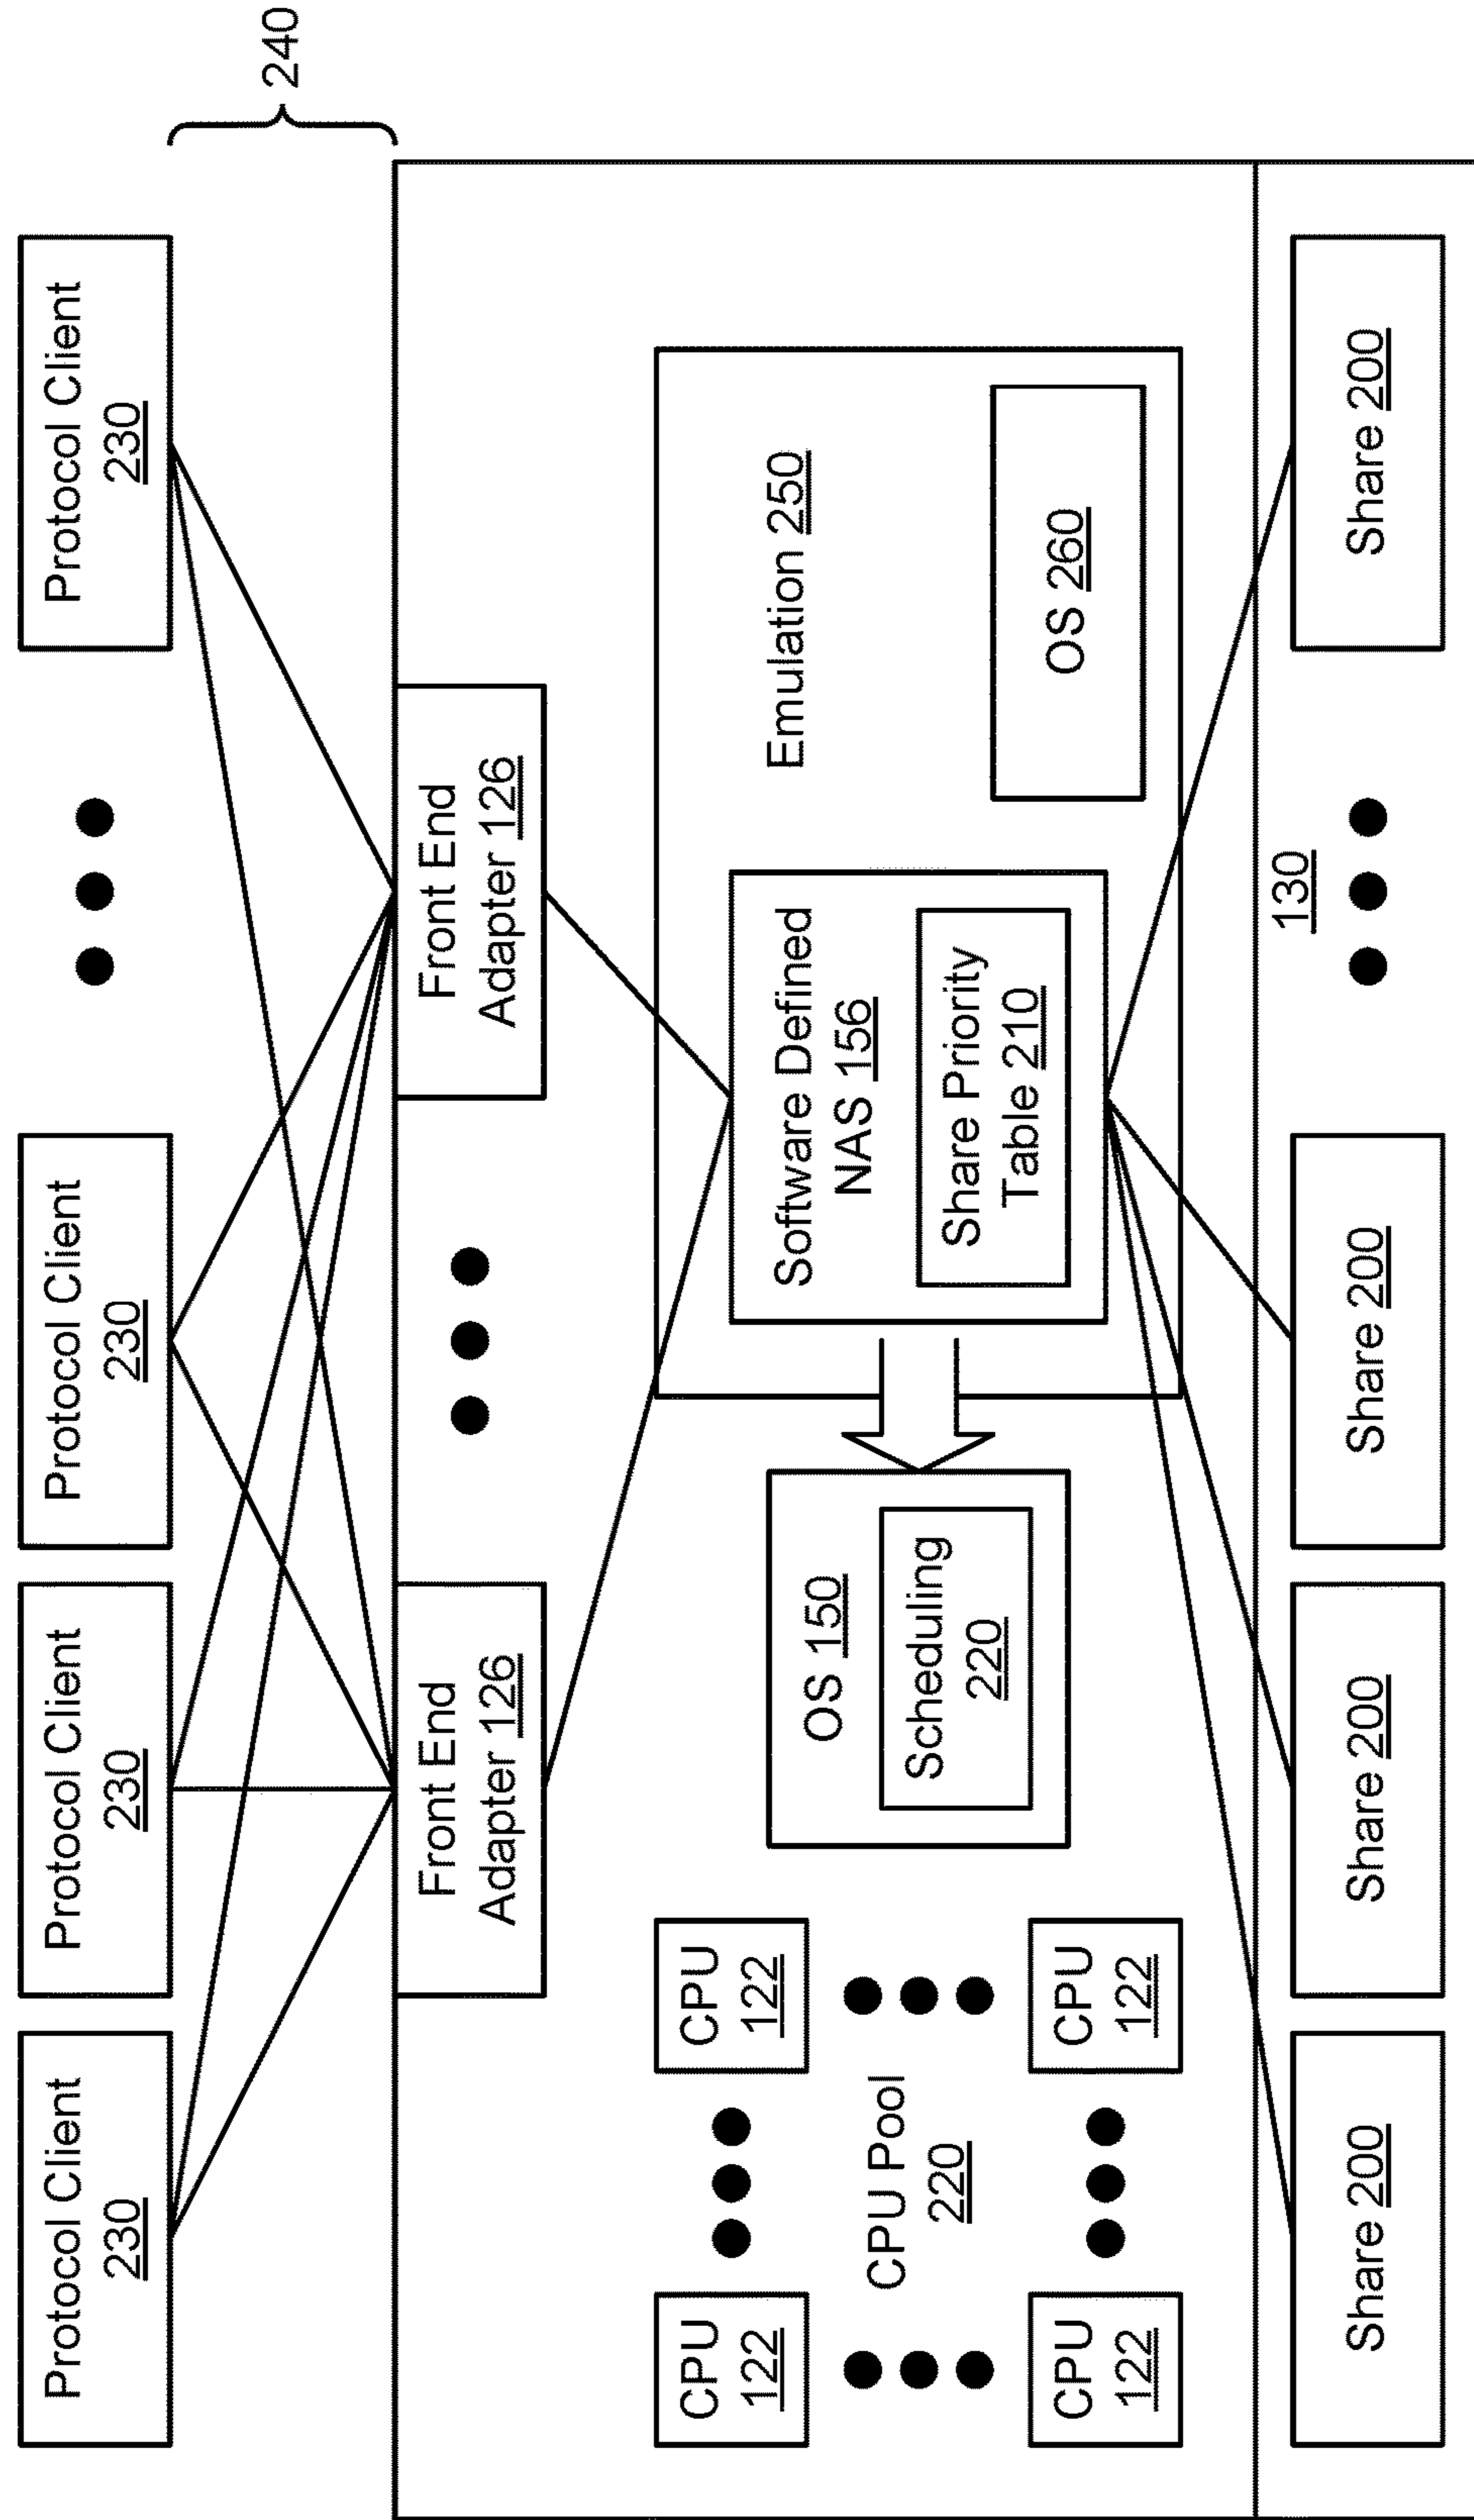 Protocol Client
230
Protocol Client
230
Protocol Client
230
Protocol Client
230
240
Front End
Adapter 126
Front End
Adapter 126
CPU
122
CPU
122
CPU Pool
220
CPU
122
CPU
122
OS 150
Scheduling
220
Emulation 250
Software Defined
NAS 156
Share Priority
Table 210
OS 260
130
Share 200
Share 200
Share 200
Share 200